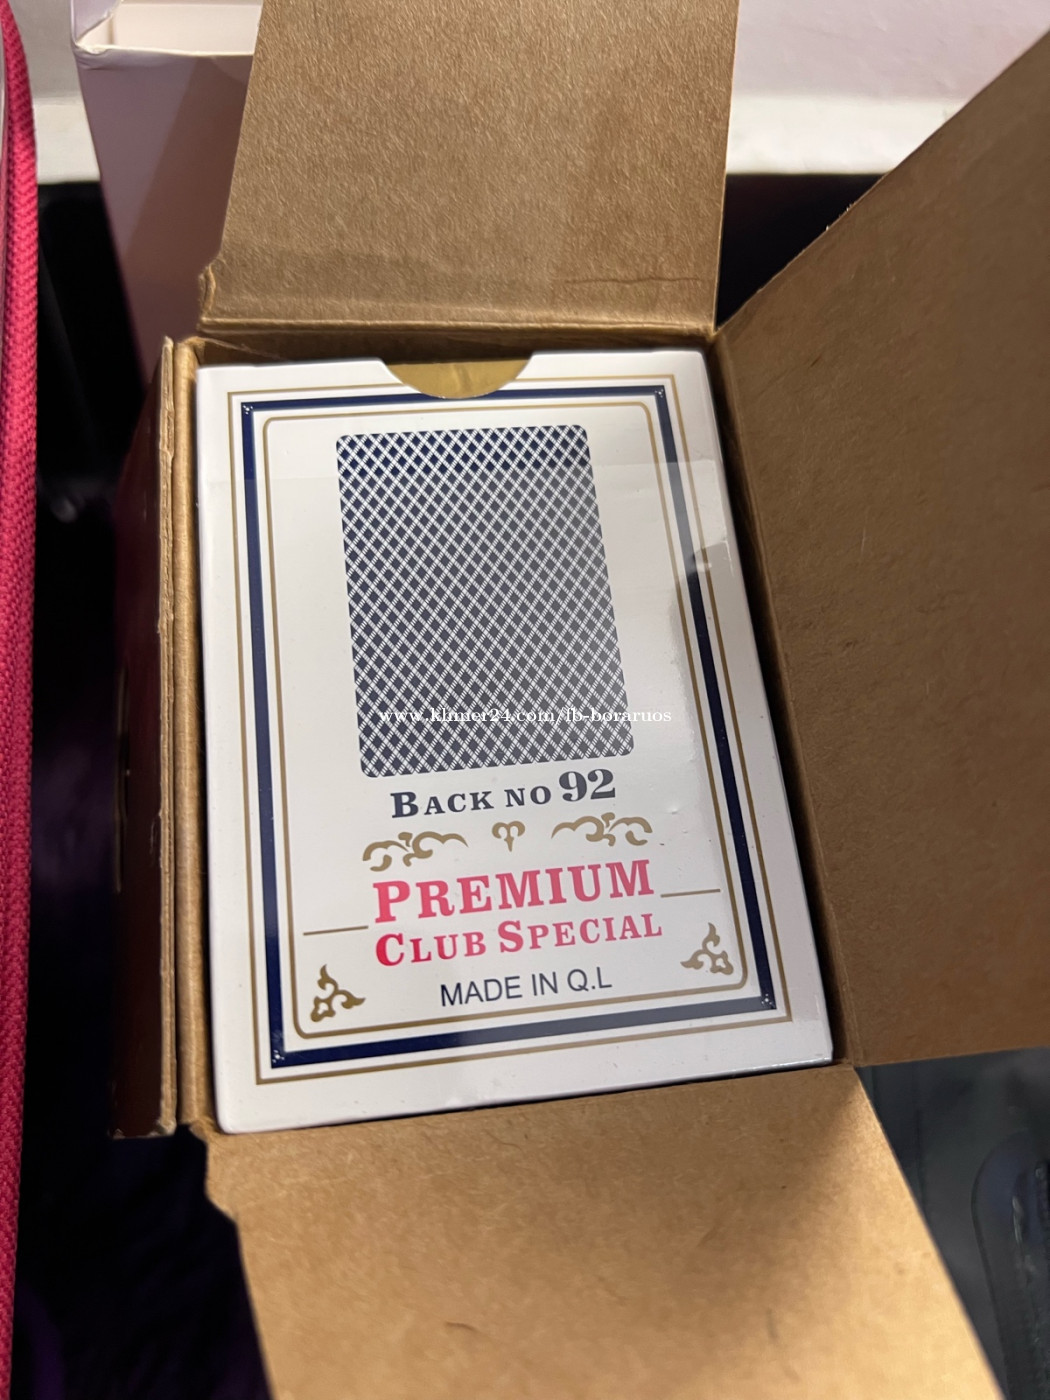 www.khmer24.com/fb-boraruos
BACK NO 92
PREMIUM
CLUB SPECIAL
MADE IN Q.L